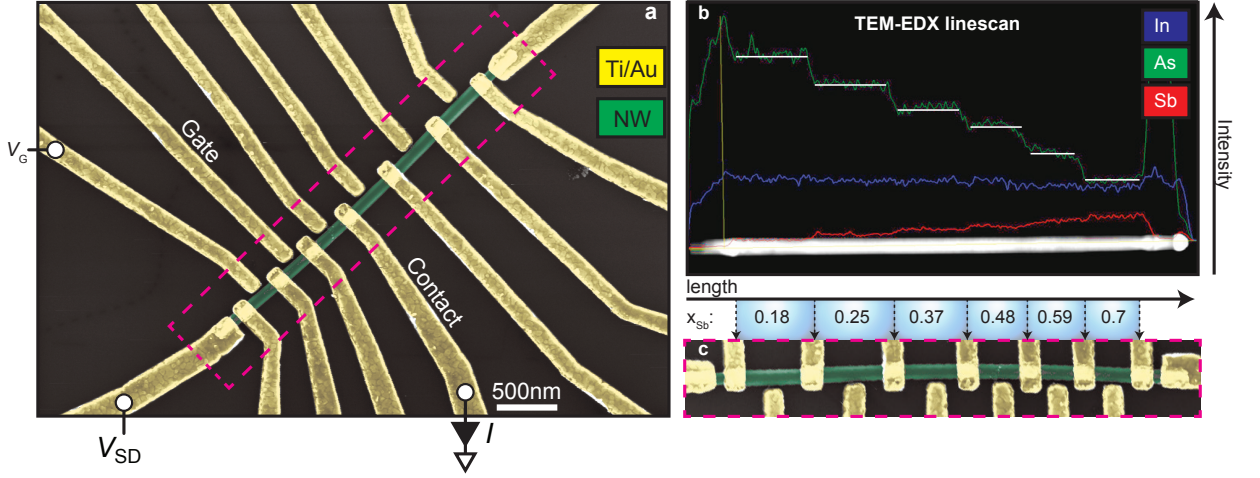 a
Ti/Au
NW
Gate
V_G
Contact
500nm
V_SD
I
b
TEM-EDX linescan
In
As
Sb
Intensity
length
x_Sb: 0.18 0.25 0.37 0.48 0.59 0.7
c